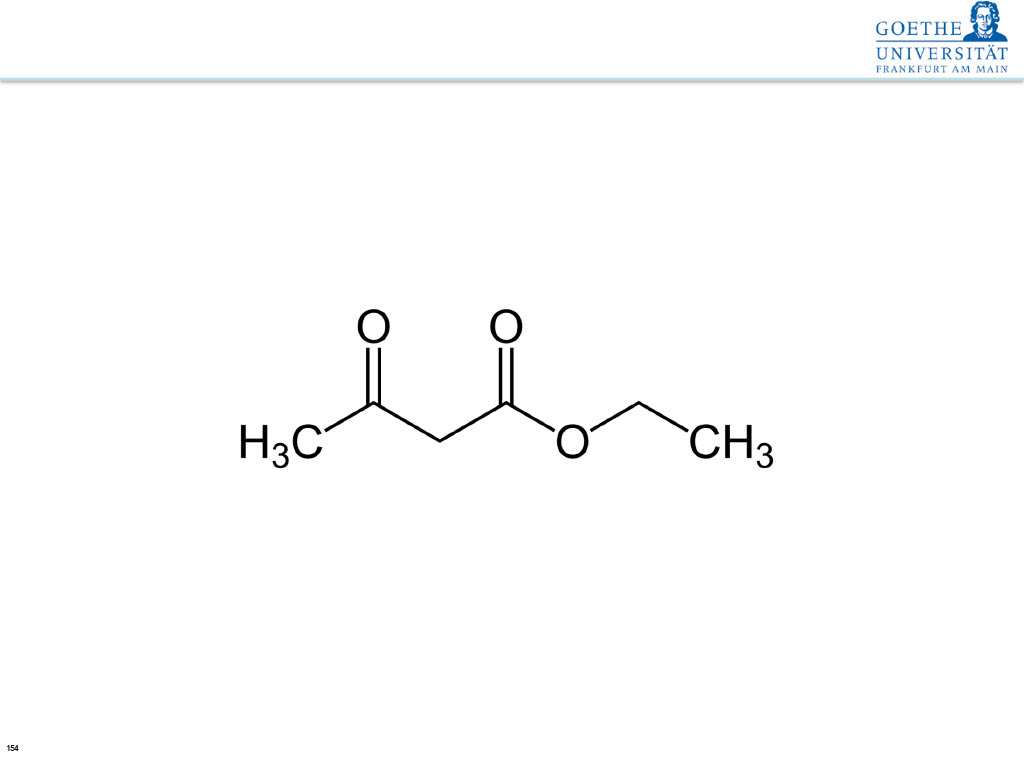 GOETHE
UNIVERSITÄT
FRANKFURT AM MAIN
O O
H₃C O CH₃
154